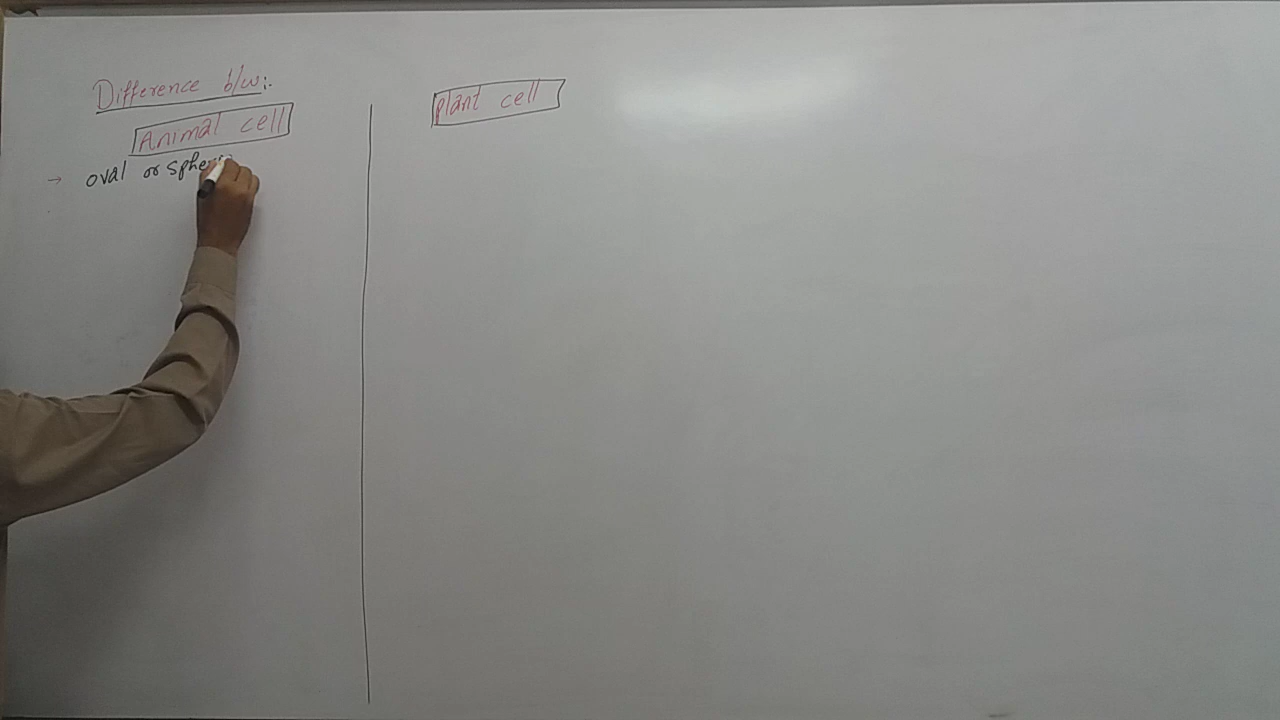 Difference b/w:-
Animal cell
→ oval or spheri
plant cell